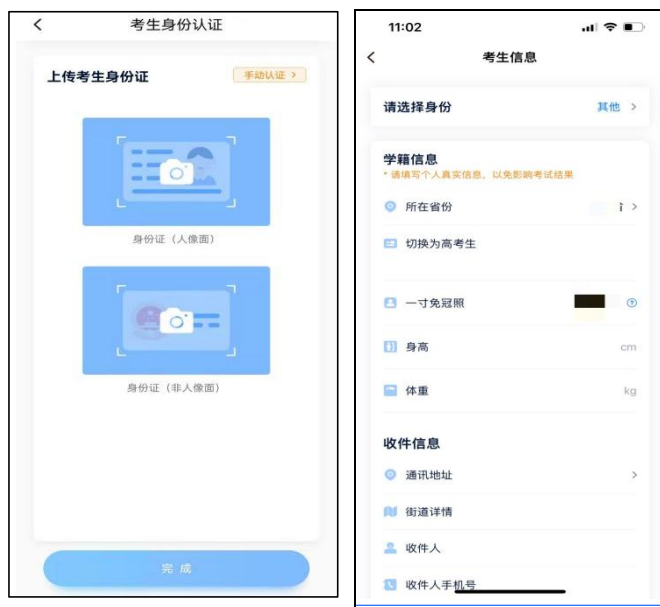 考生身份认证
上传考生身份证
手动认证 >
身份证（人像面）
身份证（非人像面）
完成
11:02
考生信息
请选择身份 其他 >
学籍信息
* 请填写个人真实信息，以免影响考试结果
所在省份
切换为高考生
一寸免冠照
身高 cm
体重 kg
收件信息
通讯地址 >
街道详情
收件人
收件人手机号